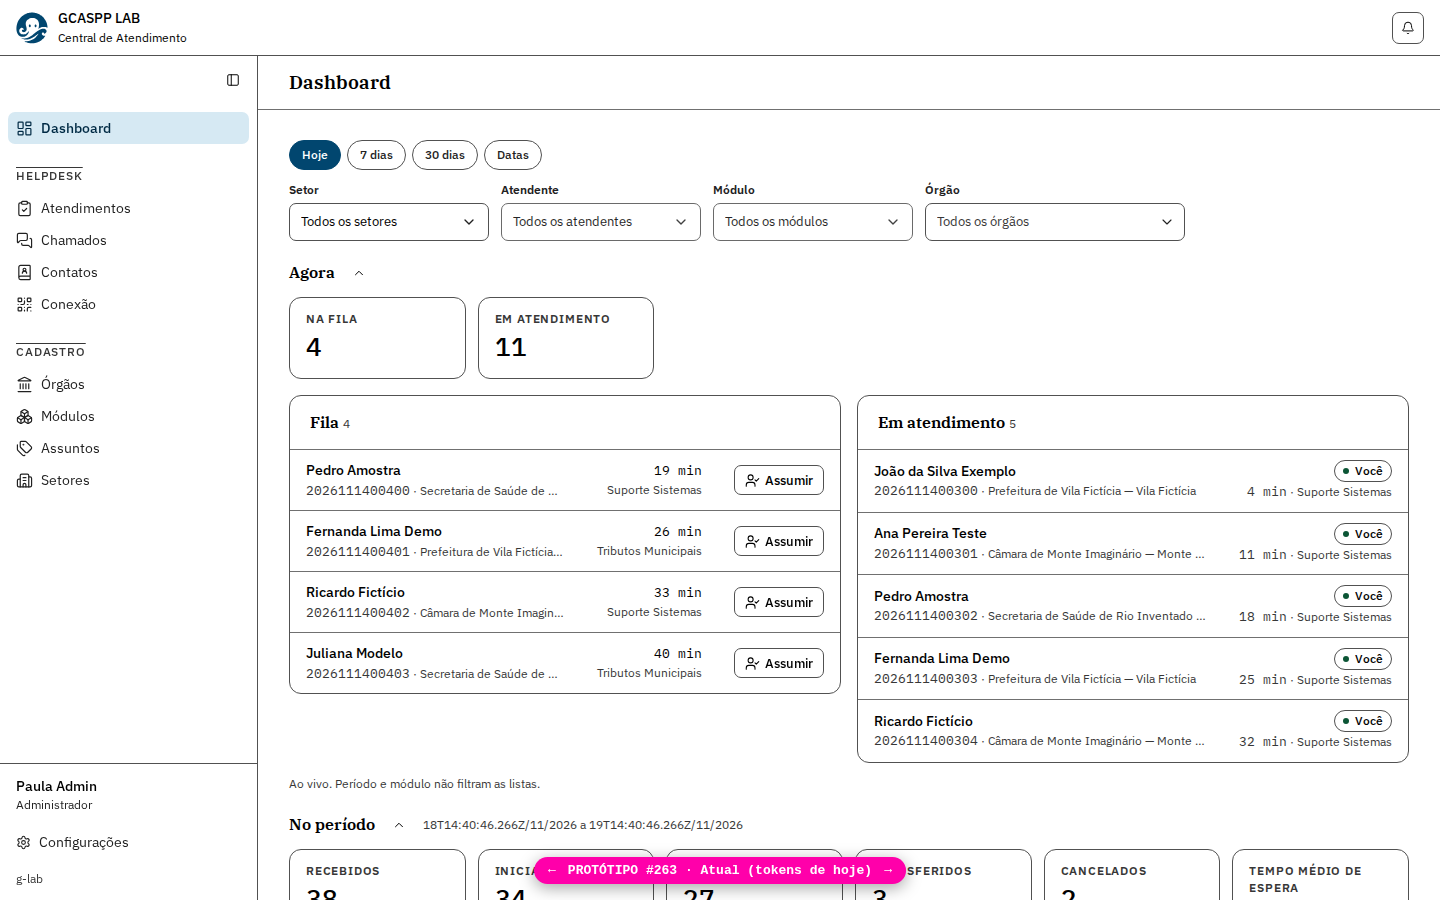 GCASPP LAB
Central de Atendimento
Dashboard
HELPDESK
Atendimentos
Chamados
Contatos
Conexão
CADASTRO
Órgãos
Módulos
Assuntos
Setores
Paula Admin
Administrador
Configurações
g-lab
Dashboard
Hoje 7 dias 30 dias Datas
Setor Atendente Módulo Órgão
Todos os setores Todos os atendentes Todos os módulos Todos os órgãos
Agora
NA FILA EM ATENDIMENTO
4 11
Fila 4
Pedro Amostra 19 min Assumir
2026111400400 · Secretaria de Saúde de ... Suporte Sistemas
Fernanda Lima Demo 26 min Assumir
2026111400401 · Prefeitura de Vila Fictícia... Tributos Municipais
Ricardo Fictício 33 min Assumir
2026111400402 · Câmara de Monte Imagin... Suporte Sistemas
Juliana Modelo 40 min Assumir
2026111400403 · Secretaria de Saúde de ... Tributos Municipais
Em atendimento 5
João da Silva Exemplo Você
2026111400300 · Prefeitura de Vila Fictícia — Vila Fictícia 4 min · Suporte Sistemas
Ana Pereira Teste Você
2026111400301 · Câmara de Monte Imaginário — Monte ... 11 min · Suporte Sistemas
Pedro Amostra Você
2026111400302 · Secretaria de Saúde de Rio Inventado ... 18 min · Suporte Sistemas
Fernanda Lima Demo Você
2026111400303 · Prefeitura de Vila Fictícia — Vila Fictícia 25 min · Suporte Sistemas
Ricardo Fictício Você
2026111400304 · Câmara de Monte Imaginário — Monte ... 32 min · Suporte Sistemas
Ao vivo. Período e módulo não filtram as listas.
No período 18T14:40:46.266Z/11/2026 a 19T14:40:46.266Z/11/2026
RECEBIDOS CANCELADOS TEMPO MÉDIO DE
ESPERA
38 34 27 3 2
← PROTÓTIPO #263 · Atual (tokens de hoje) →